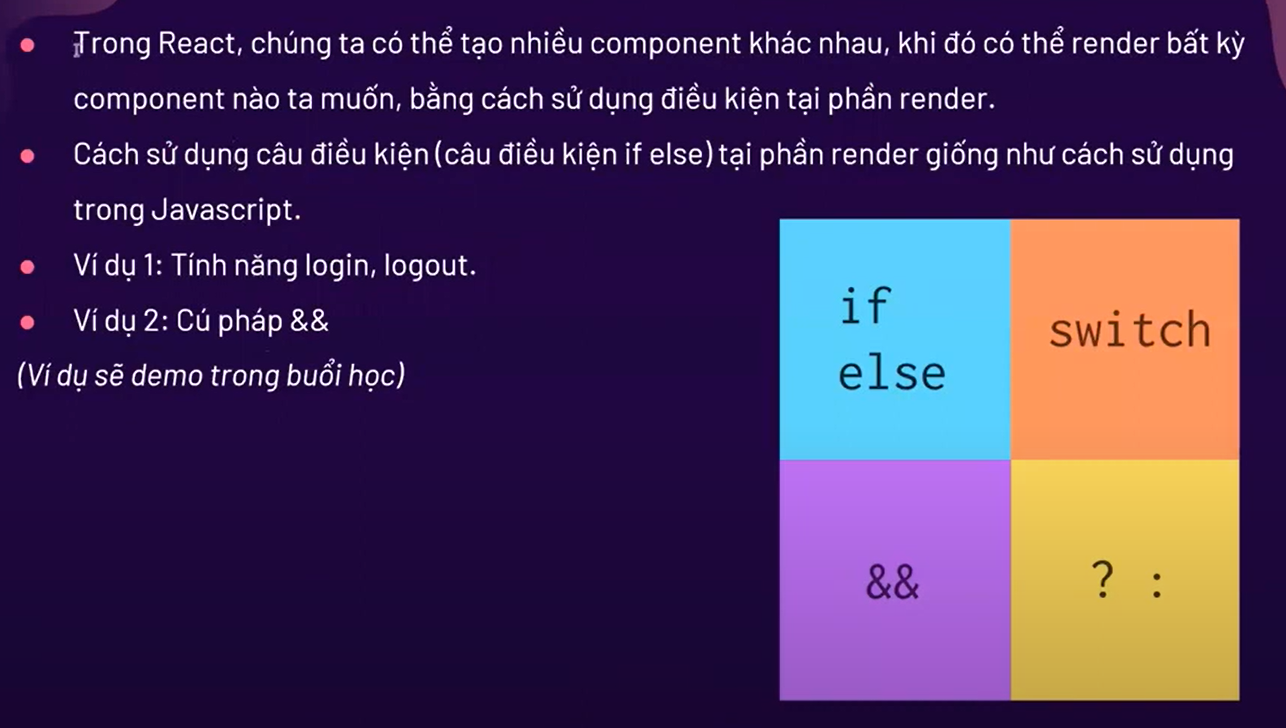 Trong React, chúng ta có thể tạo nhiều component khác nhau, khi đó có thể render bất kỳ
component nào ta muốn, bằng cách sử dụng điều kiện tại phần render.
Cách sử dụng câu điều kiện (câu điều kiện if else) tại phần render giống như cách sử dụng
trong Javascript.
Ví dụ 1: Tính năng login, logout.
Ví dụ 2: Cú pháp &&
(Ví dụ sẽ demo trong buổi học)
if
else
switch
&&
? :